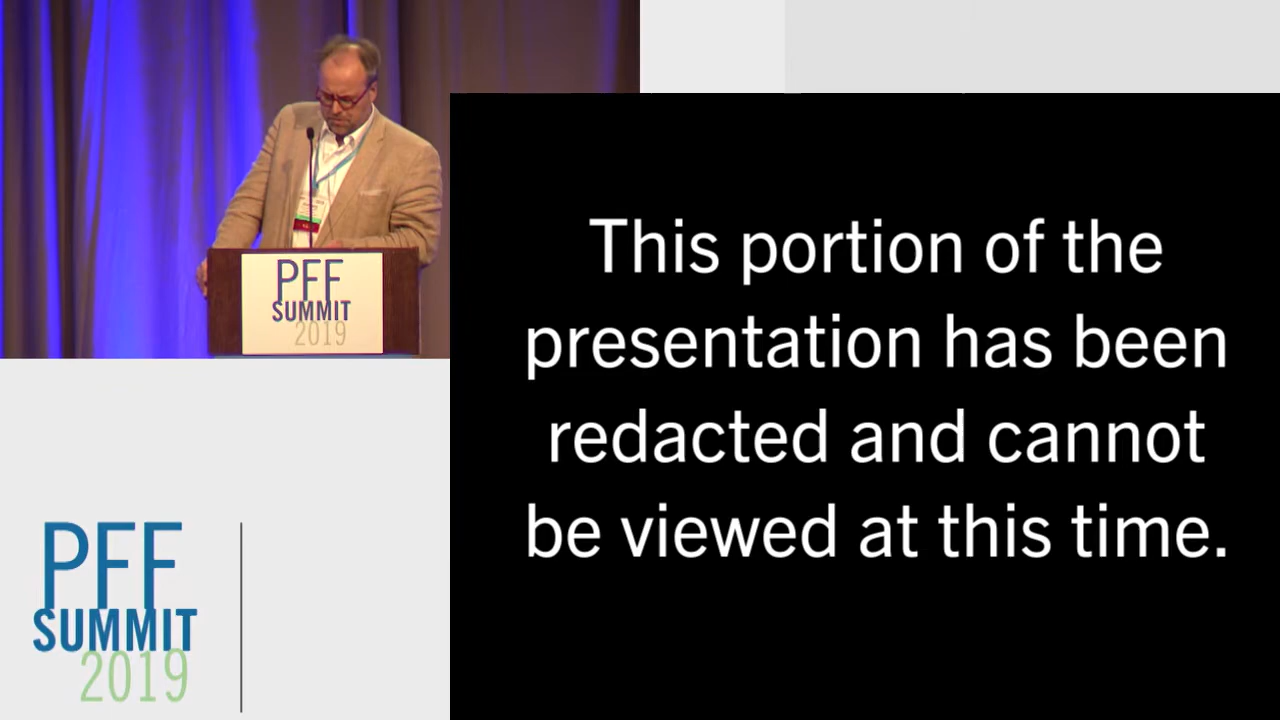 PFF
SUMMIT
2019
This portion of the
presentation has been
redacted and cannot
be viewed at this time.
PFF
SUMMIT
2019